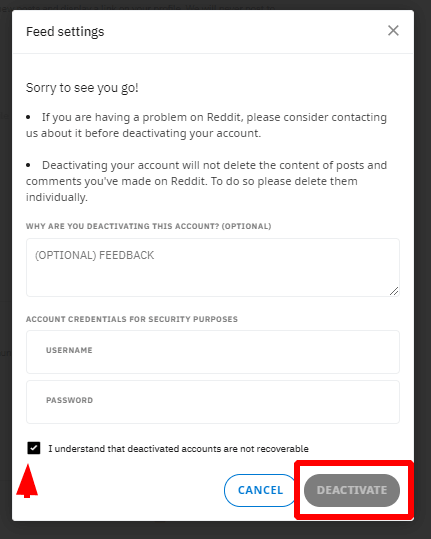 Feed settings
Sorry to see you go!
• If you are having a problem on Reddit, please consider contacting
us about it before deactivating your account.
• Deactivating your account will not delete the content of posts and
comments you've made on Reddit. To do so please delete them
individually.
WHY ARE YOU DEACTIVATING THIS ACCOUNT? (OPTIONAL)
(OPTIONAL) FEEDBACK
ACCOUNT CREDENTIALS FOR SECURITY PURPOSES
USERNAME
PASSWORD
I understand that deactivated accounts are not recoverable
CANCEL DEACTIVATE